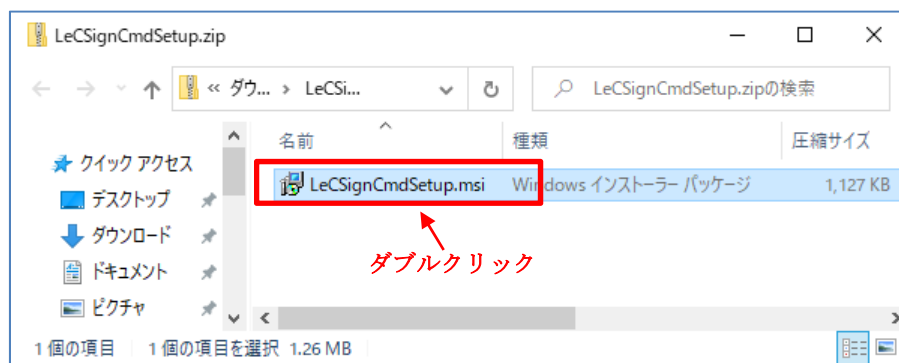 LeCSignCmdSetup.zip
« ダウ... › LeCSi...
LeCSignCmdSetup.zipの検索
名前 種類 圧縮サイズ
クイック アクセス
LeCSignCmdSetup.msi Windows インストーラー パッケージ 1,127 KB
デスクトップ
ダウンロード
ダブルクリック
ドキュメント
ピクチャ
1 個の項目 1 個の項目を選択 1.26 MB